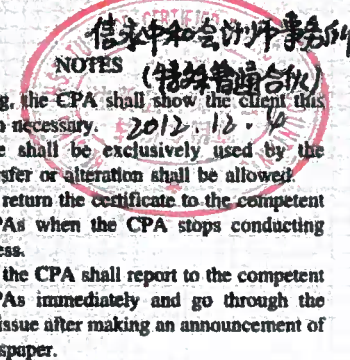 信永中和会计师事务所
NOTES
(特殊普通合伙)
g, the CPA shall show the client this
necessary. 2012.12.4
e shall be exclusively used by the
sfer or alteration shall be allowed.
return the certificate to the competent
PAs when the CPA stops conducting
ess.
the CPA shall report to the competent
PAs immediately and go through the
issue after making an announcement of
spaper.